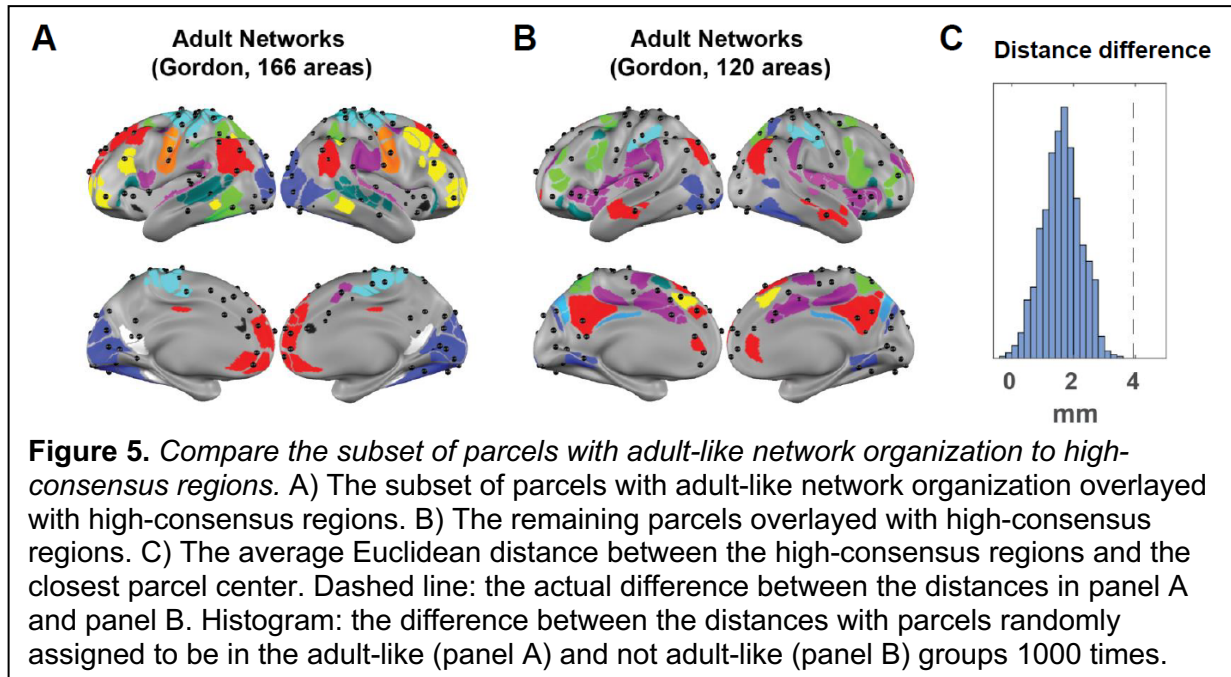 A
Adult Networks
(Gordon, 166 areas)
B
Adult Networks
(Gordon, 120 areas)
C
Distance difference
0 2 4
mm
Figure 5. Compare the subset of parcels with adult-like network organization to high-
consensus regions. A) The subset of parcels with adult-like network organization overlayed
with high-consensus regions. B) The remaining parcels overlayed with high-consensus
regions. C) The average Euclidean distance between the high-consensus regions and the
closest parcel center. Dashed line: the actual difference between the distances in panel A
and panel B. Histogram: the difference between the distances with parcels randomly
assigned to be in the adult-like (panel A) and not adult-like (panel B) groups 1000 times.